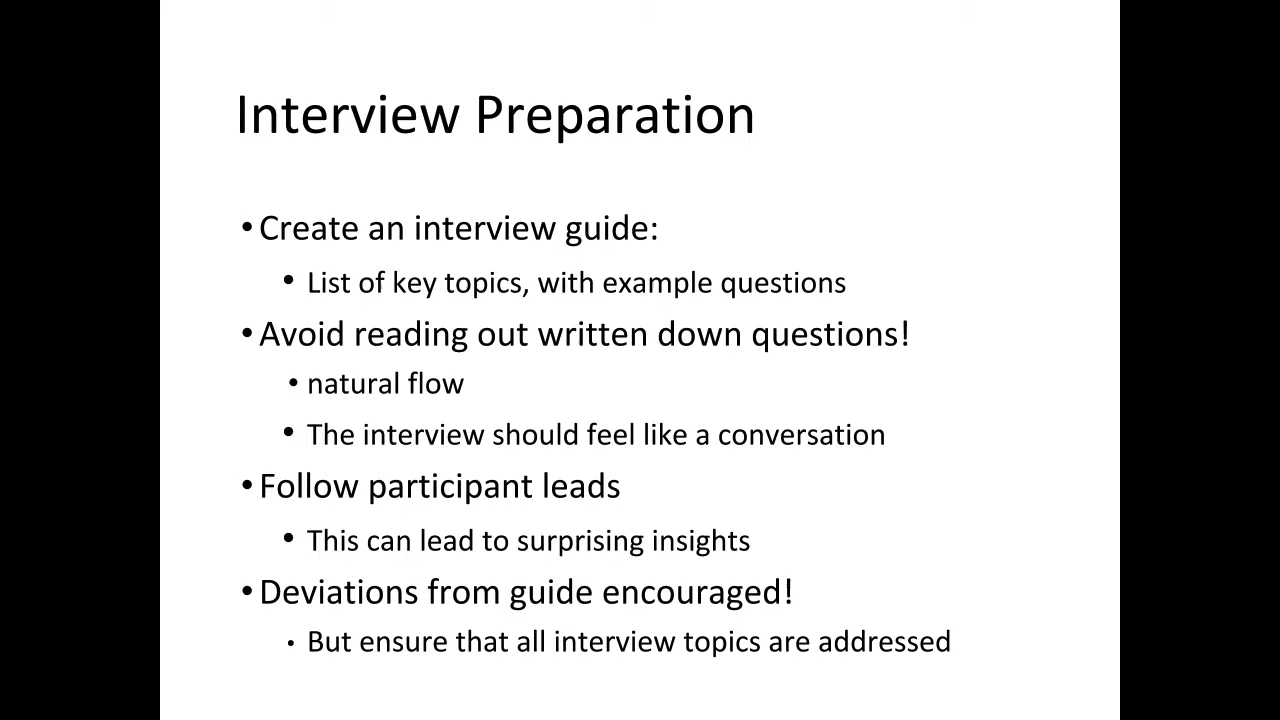 Interview Preparation
• Create an interview guide:
• List of key topics, with example questions
• Avoid reading out written down questions!
• natural flow
• The interview should feel like a conversation
• Follow participant leads
• This can lead to surprising insights
• Deviations from guide encouraged!
• But ensure that all interview topics are addressed